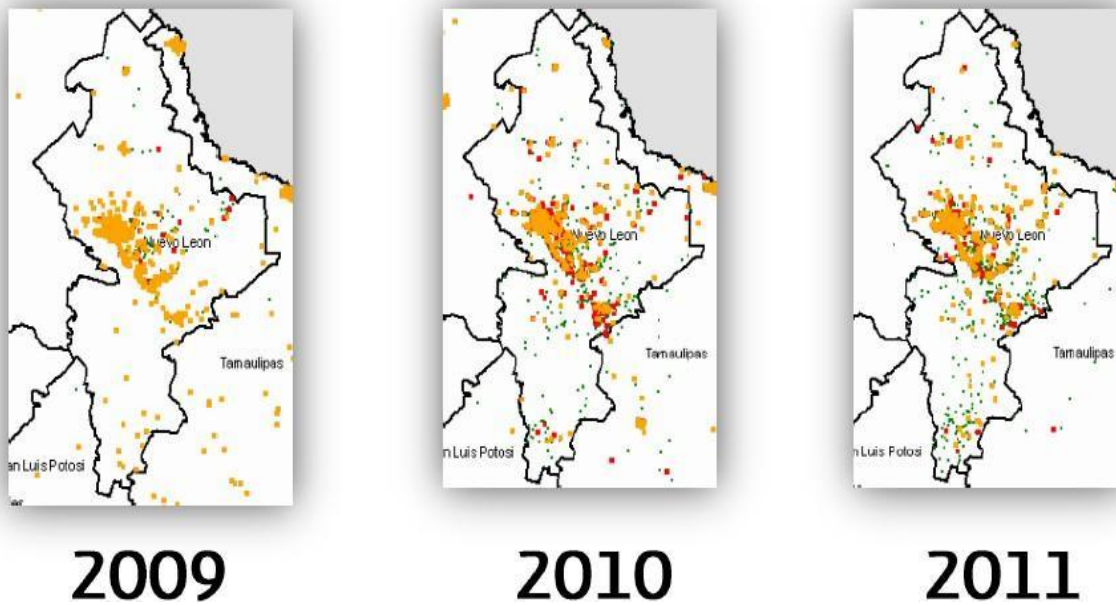 Nuevo Leon
Tamaulipas
an Luis Potosi
2009
Nuevo Leon
Tamaulipas
n Luis Potosi
2010
Nuevo Leon
Tamaulipas
n Luis Potosi
2011